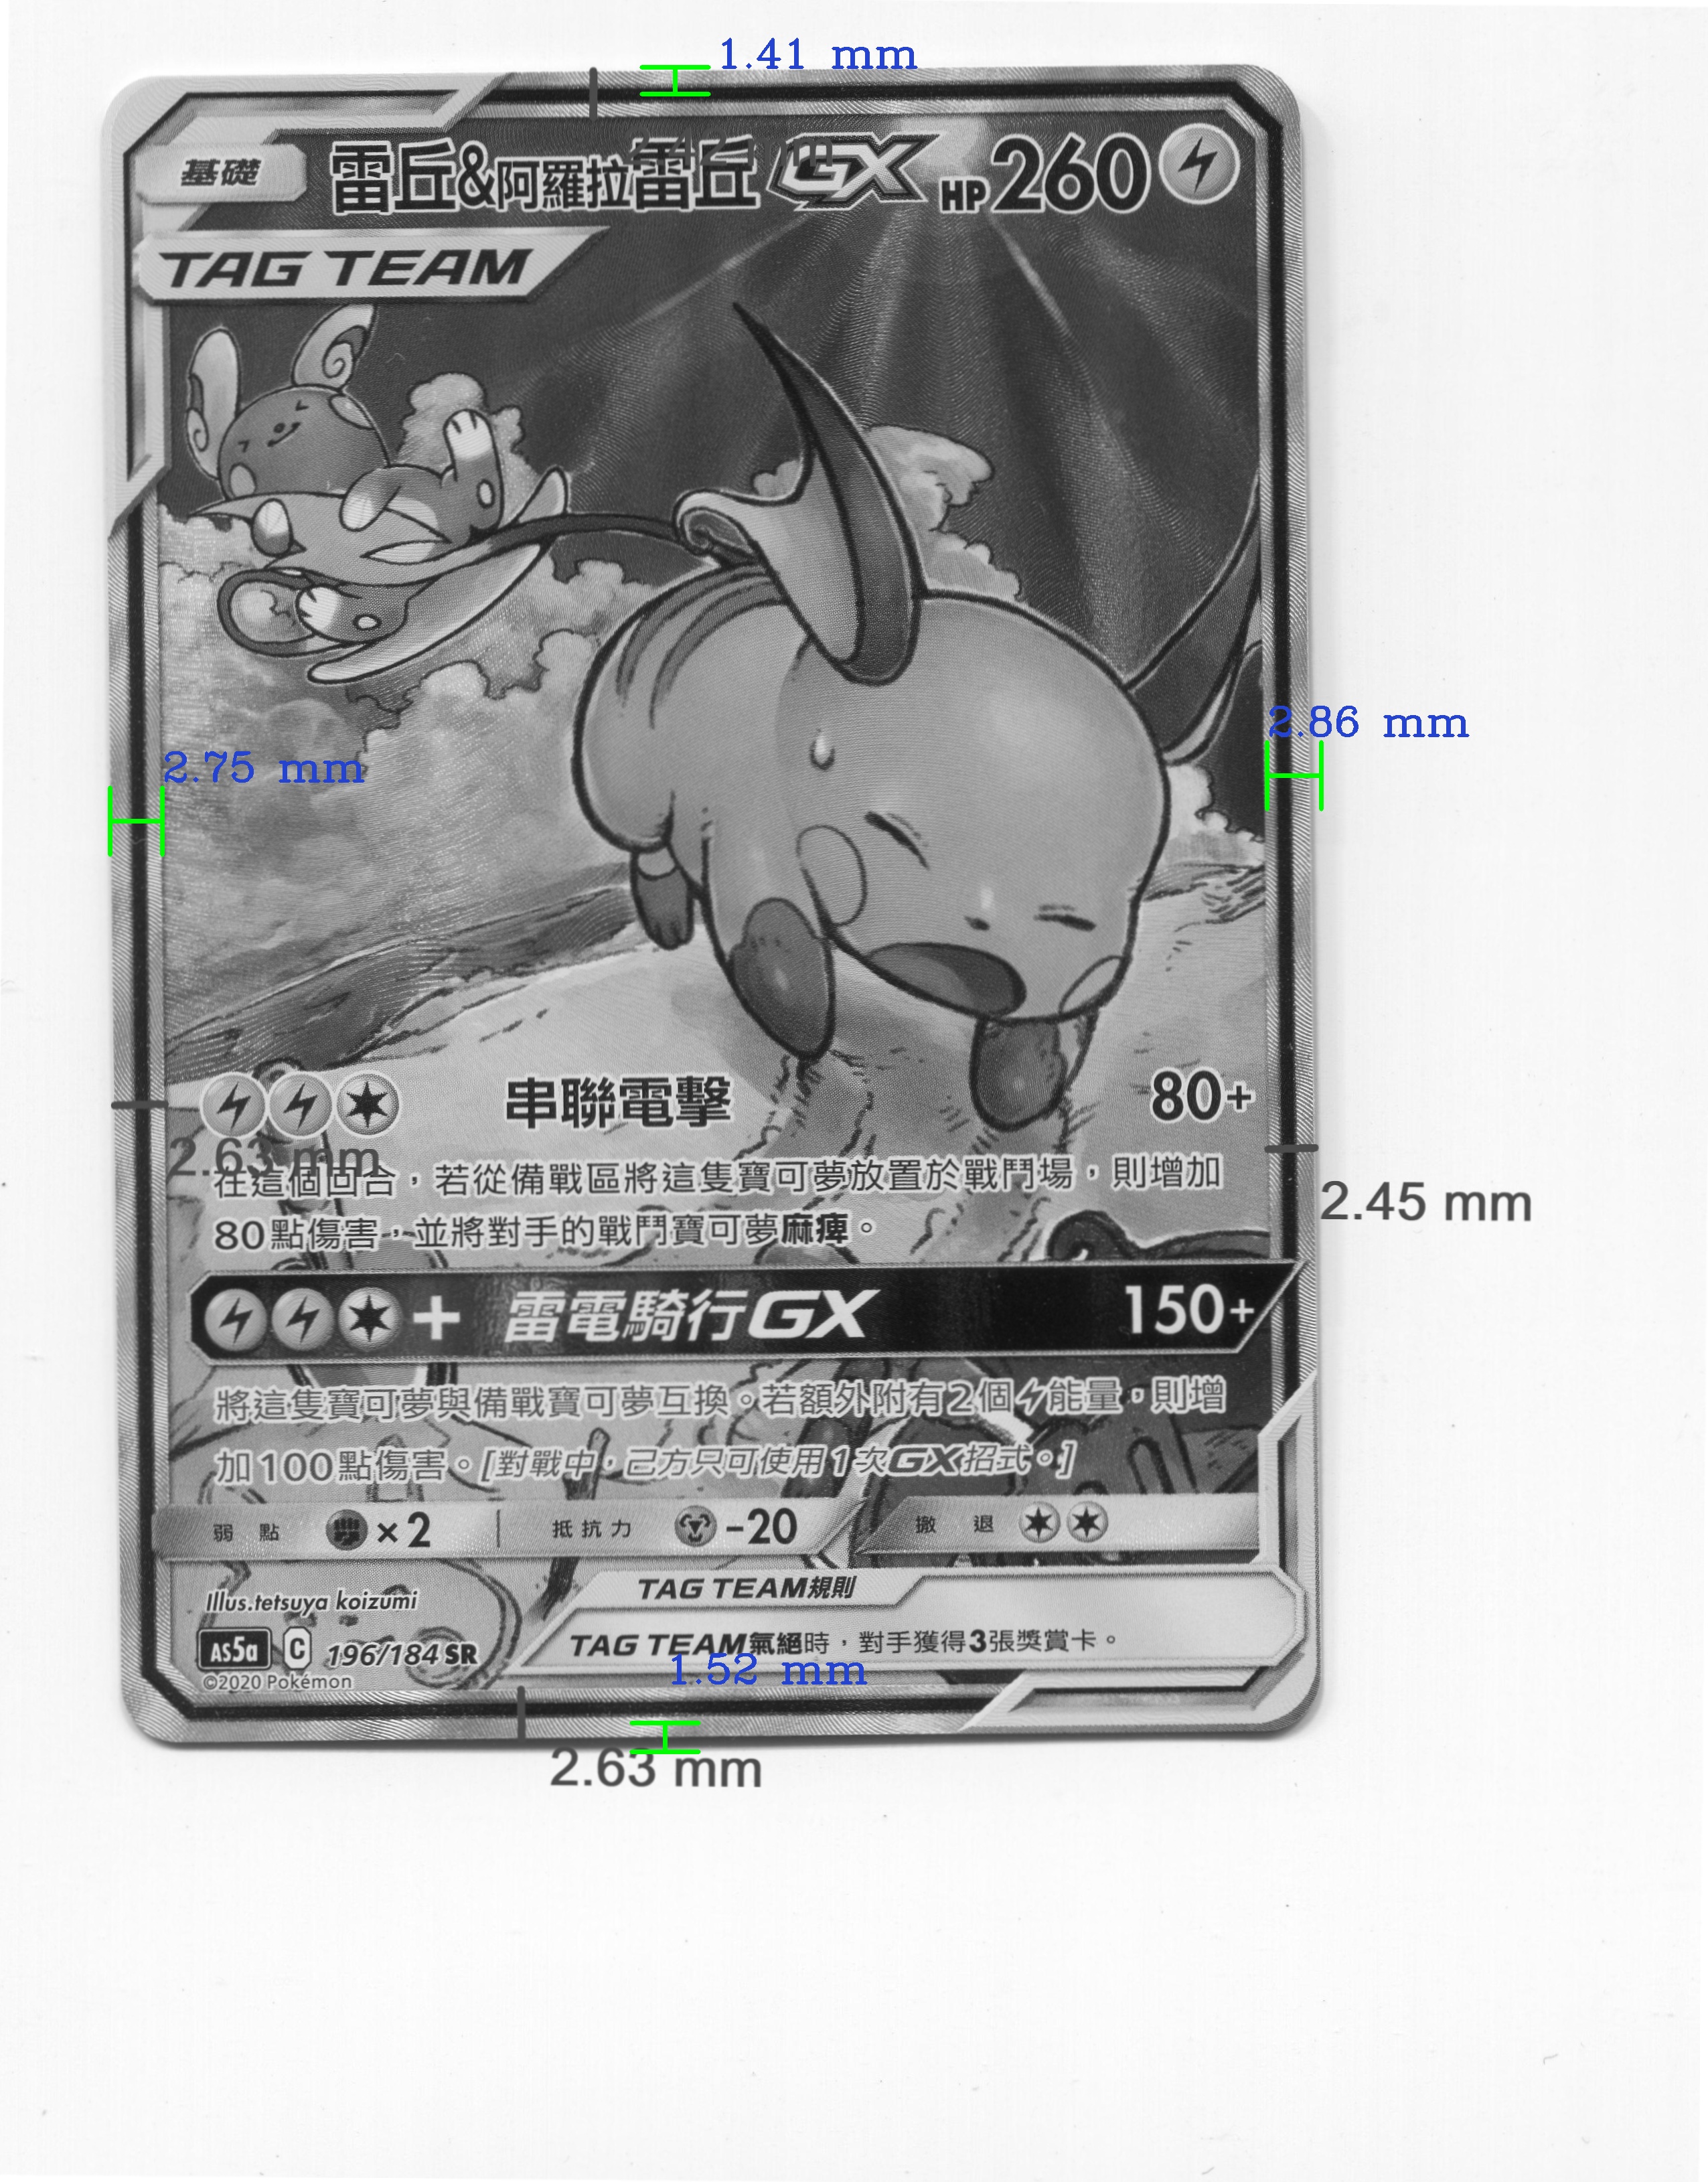 1.41 mm
基礎
雷丘&阿羅拉雷丘GX HP260
TAG TEAM
2.86 mm
2.75 mm
串聯電擊 80+
2.63 mm
在這個回合，若從備戰區將這隻寶可夢放置於戰鬥場，則增加
2.45 mm
80點傷害，並將對手的戰鬥寶可夢麻痺。
+ 雷電騎行GX 150+
將這隻寶可夢與備戰寶可夢互換。若額外附有2個能量，則增
加100點傷害。[對戰中，己方只可使用1次GX招式。]
弱點 ×2 抵抗力 -20 撤退
Illus.tetsuya koizumi
TAG TEAM規則
AS5a C 196/184 SR
TAG TEAM氣絕時，對手獲得3張獎賞卡。
©2020 Pokémon
1.52 mm
2.63 mm